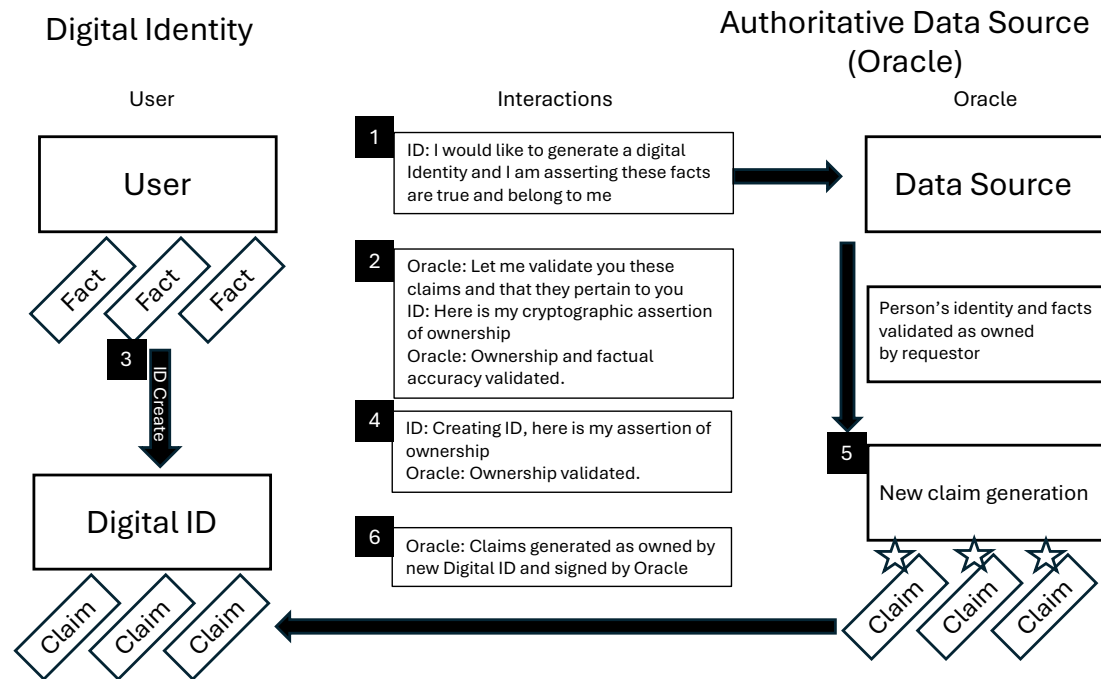 Digital Identity
Authoritative Data Source
(Oracle)
User
Interactions
Oracle
User
Fact
Fact
Fact
1
ID: I would like to generate a digital
Identity and I am asserting these facts
are true and belong to me
Data Source
2
Oracle: Let me validate you these
claims and that they pertain to you
ID: Here is my cryptographic assertion
of ownership
Oracle: Ownership and factual
accuracy validated.
Person's identity and facts
validated as owned
by requestor
3
ID Create
4
ID: Creating ID, here is my assertion of
ownership
Oracle: Ownership validated.
5
New claim generation
Digital ID
6
Oracle: Claims generated as owned by
new Digital ID and signed by Oracle
Claim
Claim
Claim
Claim
Claim
Claim